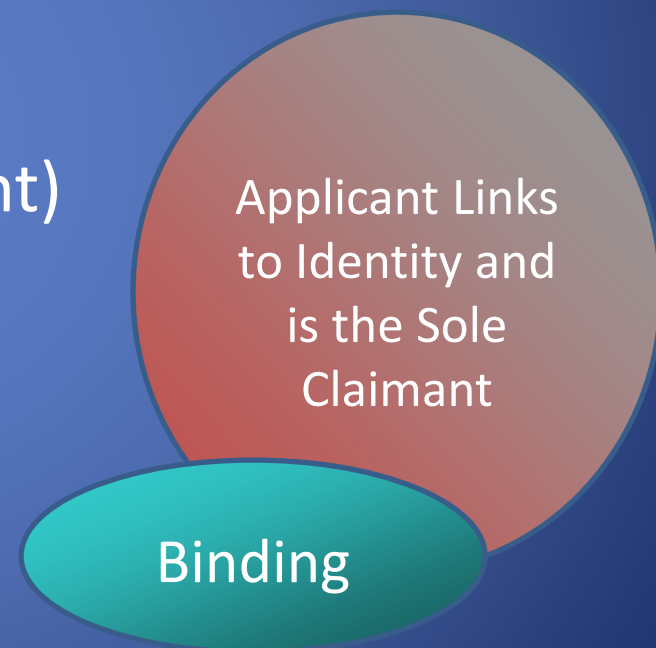 nt)
Applicant Links
to Identity and
is the Sole
Claimant
Binding